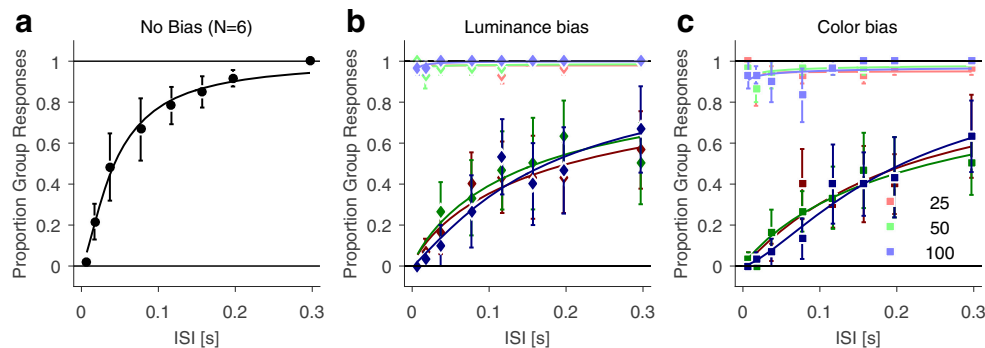 a
No Bias (N=6)
Proportion Group Responses
1
0.8
0.6
0.4
0.2
0
0
0.1
0.2
0.3
ISI [s]
b
Luminance bias
Proportion Group Responses
1
0.8
0.6
0.4
0.2
0
0
0.1
0.2
0.3
ISI [s]
c
Color bias
Proportion Group Responses
1
0.8
0.6
0.4
0.2
0
0
0.1
0.2
0.3
ISI [s]
25
50
100